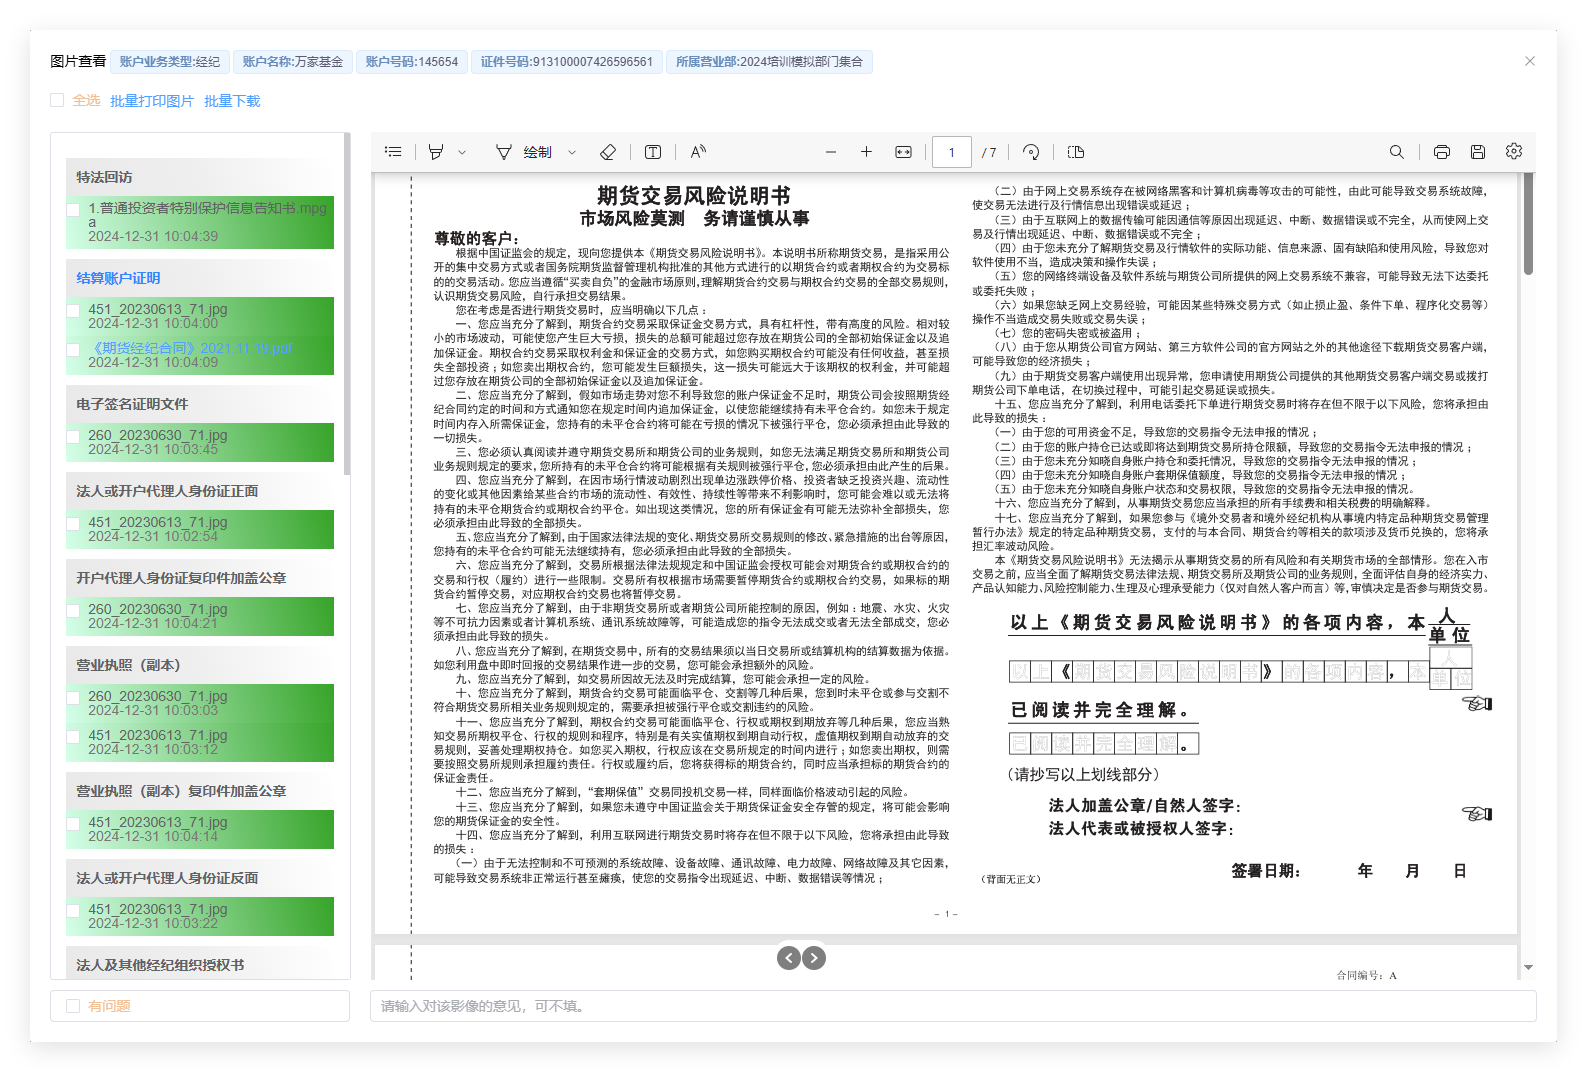 图片查看 账户业务类型:经纪 账户名称:万家基金 账户号码:145654 证件号码:913100007426596561 所属营业部:2024培训模拟部门集合
全选 批量打印图片 批量下载
特法回访
1.普通投资者特别保护信息告知书.mpg
a
2024-12-31 10:04:39
结算账户证明
451_20230613_71.jpg
2024-12-31 10:04:00
《期货经纪合同》2021.11.19.pdf
2024-12-31 10:04:09
电子签名证明文件
260_20230630_71.jpg
2024-12-31 10:03:45
法人或开户代理人身份证正面
451_20230613_71.jpg
2024-12-31 10:02:54
开户代理人身份证复印件加盖公章
260_20230630_71.jpg
2024-12-31 10:04:21
营业执照（副本）
260_20230630_71.jpg
2024-12-31 10:03:03
451_20230613_71.jpg
2024-12-31 10:03:12
营业执照（副本）复印件加盖公章
451_20230613_71.jpg
2024-12-31 10:04:14
法人或开户代理人身份证反面
451_20230613_71.jpg
2024-12-31 10:03:22
法人及其他经纪组织授权书
有问题
绘制
1 / 7
期货交易风险说明书
市场风险莫测 务请谨慎从事
尊敬的客户：
根据中国证监会的规定，现向您提供本《期货交易风险说明书》。本说明书所称期货交易，是指采用公
开的集中交易方式或者国务院期货监督管理机构批准的其他方式进行的以期货合约或者期权合约为交易标
的的交易活动。您应当遵循“买卖自负”的金融市场原则,理解期货合约交易与期权合约交易的全部交易规则，
认识期货交易风险，自行承担交易结果。
您在考虑是否进行期货交易时，应当明确以下几点：
一、您应当充分了解到，期货合约交易采取保证金交易方式，具有杠杆性，带有高度的风险。相对较
小的市场波动，可能使您产生巨大亏损，损失的总额可能超过您存放在期货公司的全部初始保证金以及追
加保证金。期权合约交易采取权利金和保证金的交易方式，如您购买期权合约可能没有任何收益，甚至损
失全部投资；如您卖出期权合约，您可能发生巨额损失，这一损失可能远大于该期权的权利金，并可能超
过您存放在期货公司的全部初始保证金以及追加保证金。
二、您应当充分了解到，假如市场走势对您不利导致您的账户保证金不足时，期货公司会按照期货经
纪合同约定的时间和方式通知您在规定时间内追加保证金，以使您能继续持有未平仓合约。如您未于规定
时间内存入所需保证金，您持有的未平仓合约将可能在亏损的情况下被强行平仓，您必须承担由此导致的
一切损失。
三、您必须认真阅读并遵守期货交易所和期货公司的业务规则，如您无法满足期货交易所和期货公司
业务规则规定的要求,您所持有的未平仓合约将可能根据有关规则被强行平仓,您必须承担由此产生的后果。
四、您应当充分了解到，在因市场行情波动剧烈出现单边涨跌停价格、投资者缺乏投资兴趣、流动性
的变化或其他因素给某些合约市场的流动性、有效性、持续性等带来不利影响时，您可能会难以或无法将
持有的未平仓期货合约或期权合约平仓。如出现这类情况，您的所有保证金有可能无法弥补全部损失，您
必须承担由此导致的全部损失。
五、您应当充分了解到,由于国家法律法规的变化、期货交易所交易规则的修改、紧急措施的出台等原因,
您持有的未平仓合约可能无法继续持有，您必须承担由此导致的损失。
六、您应当充分了解到，交易所根据法律法规规定和中国证监会授权可能会对期货合约或期权合约的
交易和行权（履约）进行一些限制。交易所有权根据市场需要暂停期货合约或期权合约交易，如果标的期
货合约暂停交易，对应期权合约交易也将暂停交易。
七、您应当充分了解到，由于非期货交易所或者期货公司所能控制的原因，例如：地震、水灾、火灾
等不可抗力因素或者计算机系统、通讯系统故障等，可能造成您的指令无法成交或者无法全部成交，您必
须承担由此导致的损失。
八、您应当充分了解到,在期货交易中,所有的交易结果须以当日交易所或结算机构的结算数据为依据。
如您利用盘中即时回报的交易结果作进一步的交易，您可能会承担额外的风险。
九、您应当充分了解到，如交易所因故无法及时完成结算，您可能会承担一定的风险。
十、您应当充分了解到，期货合约交易可能面临平仓、交割等几种后果，您到时未平仓或参与交割不
符合期货交易所相关业务规则规定的，需要承担被强行平仓或交割违约的风险。
十一、您应当充分了解到，期权合约交易可能面临平仓、行权或期权到期放弃等几种后果，您应当熟
知交易所期权平仓、行权的规则和程序，特别是有关实值期权到期自动行权，虚值期权到期自动放弃的交
易规则，妥善处理期权持仓。如您买入期权，行权应该在交易所规定的时间内进行；如您卖出期权，则需
要按照交易所规则承担履约责任。行权或履约后，您将获得标的期货合约，同时应当承担标的期货合约的
保证金责任。
十二、您应当充分了解到，“套期保值”交易同投机交易一样，同样面临价格波动引起的风险。
十三、您应当充分了解到，如果您未遵守中国证监会关于期货保证金安全存管的规定，将可能会影响
您的期货保证金的安全性。
十四、您应当充分了解到，利用互联网进行期货交易时将存在但不限于以下风险，您将承担由此导致
的损失：
（一）由于无法控制和不可预测的系统故障、设备故障、通讯故障、电力故障、网络故障及其它因素，
可能导致交易系统非正常运行甚至瘫痪，使您的交易指令出现延迟、中断、数据错误等情况；
（二）由于网上交易系统存在被网络黑客和计算机病毒等攻击的可能性，由此可能导致交易系统故障，
使交易无法进行及行情信息出现错误或延迟；
（三）由于互联网上的数据传输可能因通信等原因出现延迟、中断、数据错误或不完全，从而使网上交
易及行情出现延迟、中断、数据错误或不完全；
（四）由于您未充分了解期货交易及行情软件的实际功能、信息来源、固有缺陷和使用风险，导致您对
软件使用不当，造成决策和操作失误；
（五）您的网络终端设备及软件系统与期货公司所提供的网上交易系统不兼容，可能导致无法下达委托
或委托失败；
（六）如果您缺乏网上交易经验，可能因某些特殊交易方式（如止损止盈、条件下单、程序化交易等）
操作不当造成交易失败或交易失误；
（七）您的密码失密或被盗用；
（八）由于您从期货公司官方网站、第三方软件公司的官方网站之外的其他途径下载期货交易客户端，
可能导致您的经济损失；
（九）由于期货交易客户端使用出现异常，您申请使用期货公司提供的其他期货交易客户端交易或拨打
期货公司下单电话，在切换过程中，可能引起交易延误或损失。
十五、您应当充分了解到，利用电话委托下单进行期货交易时将存在但不限于以下风险，您将承担由
此导致的损失：
（一）由于您的可用资金不足，导致您的交易指令无法申报的情况；
（二）由于您的账户持仓已达或即将达到期货交易所持仓限额，导致您的交易指令无法申报的情况；
（三）由于您未充分知晓自身账户持仓和委托情况，导致您的交易指令无法申报的情况；
（四）由于您未充分知晓自身账户套期保值额度，导致您的交易指令无法申报的情况；
（五）由于您未充分知晓自身账户状态和交易权限，导致您的交易指令无法申报的情况。
十六、您应当充分了解到，从事期货交易您应当承担的所有手续费和相关税费的明确解释。
十七、您应当充分了解到，如果您参与《境外交易者和境外经纪机构从事境内特定品种期货交易管理
暂行办法》规定的特定品种期货交易，支付的与本合同、期货合约等相关的款项涉及货币兑换的，您将承
担汇率波动风险。
本《期货交易风险说明书》无法揭示从事期货交易的所有风险和有关期货市场的全部情形。您在入市
交易之前,应当全面了解期货交易法律法规、期货交易所及期货公司的业务规则,全面评估自身的经济实力、
产品认知能力、风险控制能力、生理及心理承受能力（仅对自然人客户而言）等,审慎决定是否参与期货交易。
以上《期货交易风险说明书》的各项内容，本 人
单位
以上《期货交易风险说明书》的各项内容，本 人
单位
已阅读并完全理解。
已阅读并完全理解。
（请抄写以上划线部分）
法人加盖公章/自然人签字：
法人代表或被授权人签字：
签署日期： 年 月 日
（背面无正文）
－ 1 －
合同编号：A
请输入对该影像的意见，可不填。